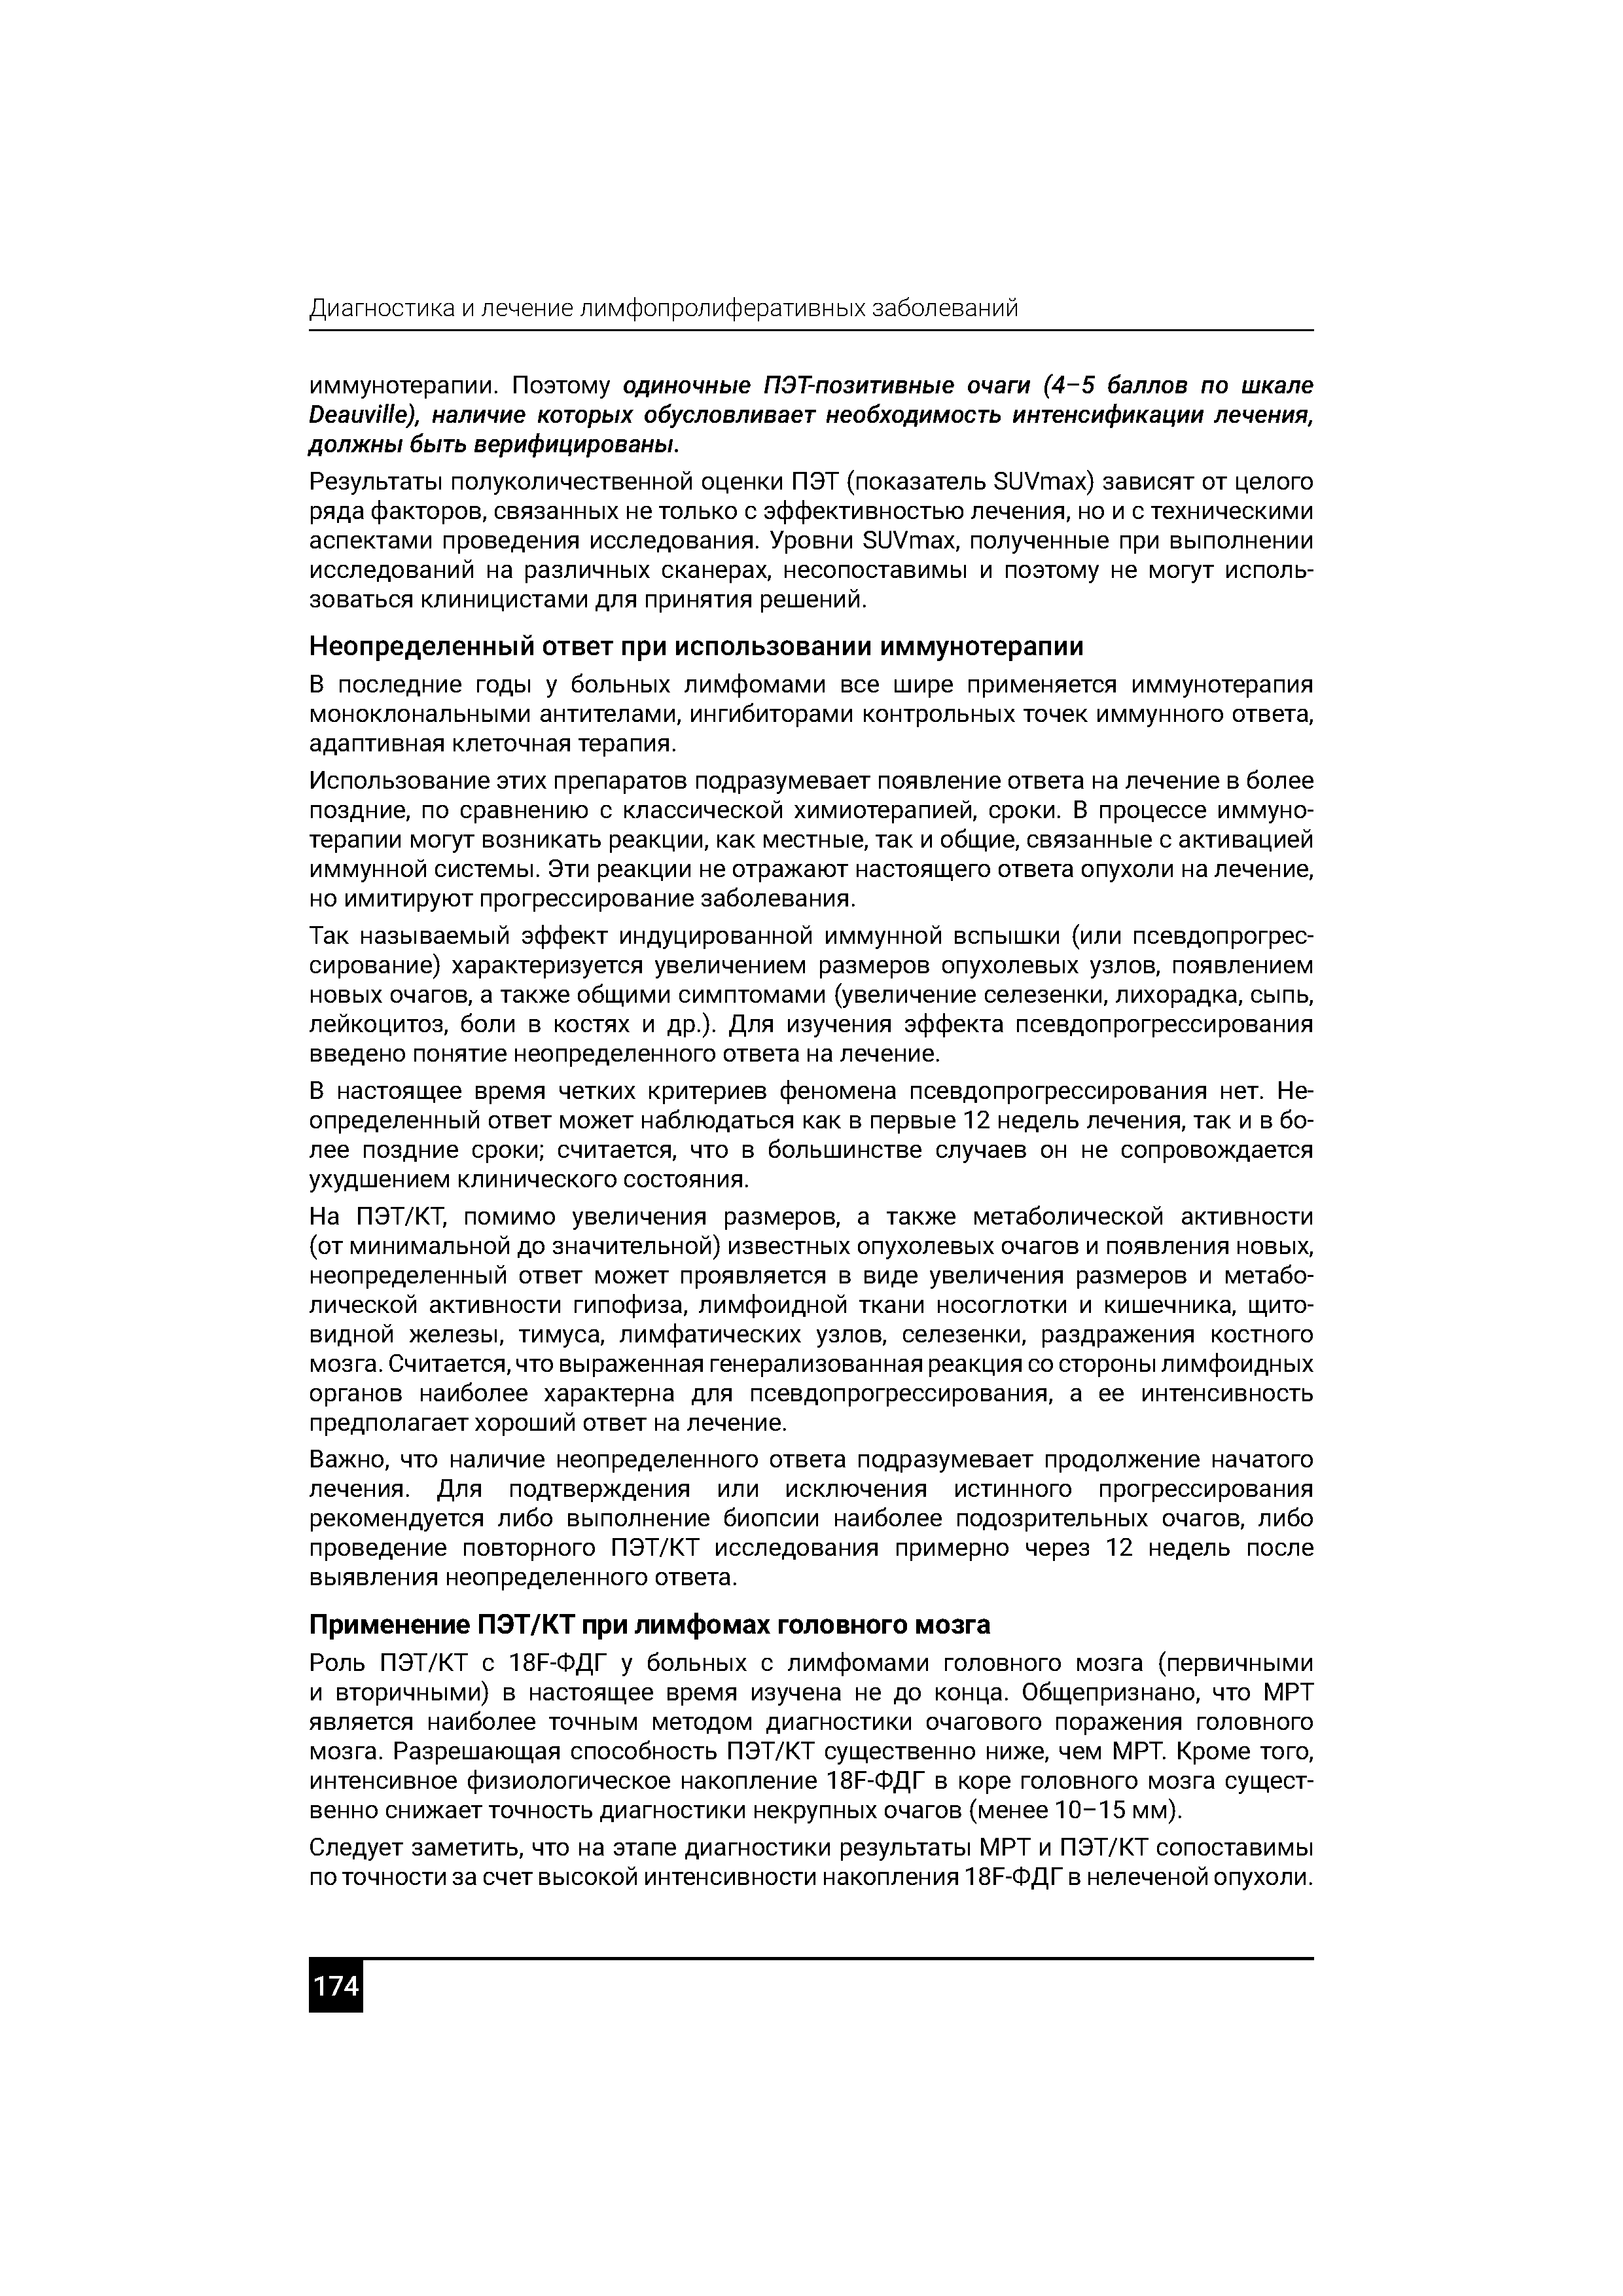 Диагностика и лечение лимфопролиферативных заболеваний
иммунотерапии. Поэтому одиночные ПЭТ-позитивные очаги (4–5 баллов по шкале
Deauville), наличие которых обусловливает необходимость интенсификации лечения,
должны быть верифицированы.
Результаты полуколичественной оценки ПЭТ (показатель SUVmax) зависят от целого
ряда факторов, связанных не только с эффективностью лечения, но и с техническими
аспектами проведения исследования. Уровни SUVmax, полученные при выполнении
исследований на различных сканерах, несопоставимы и поэтому не могут исполь-
зоваться клиницистами для принятия решений.
Неопределенный ответ при использовании иммунотерапии
В последние годы у больных лимфомами все шире применяется иммунотерапия
моноклональными антителами, ингибиторами контрольных точек иммунного ответа,
адаптивная клеточная терапия.
Использование этих препаратов подразумевает появление ответа на лечение в более
поздние, по сравнению с классической химиотерапией, сроки. В процессе иммуно-
терапии могут возникать реакции, как местные, так и общие, связанные с активацией
иммунной системы. Эти реакции не отражают настоящего ответа опухоли на лечение,
но имитируют прогрессирование заболевания.
Так называемый эффект индуцированной иммунной вспышки (или псевдопрогрес-
сирование) характеризуется увеличением размеров опухолевых узлов, появлением
новых очагов, а также общими симптомами (увеличение селезенки, лихорадка, сыпь,
лейкоцитоз, боли в костях и др.). Для изучения эффекта псевдопрогрессирования
введено понятие неопределенного ответа на лечение.
В настоящее время четких критериев феномена псевдопрогрессирования нет. Не-
определенный ответ может наблюдаться как в первые 12 недель лечения, так и в бо-
лее поздние сроки; считается, что в большинстве случаев он не сопровождается
ухудшением клинического состояния.
На ПЭТ/КТ, помимо увеличения размеров, а также метаболической активности
(от минимальной до значительной) известных опухолевых очагов и появления новых,
неопределенный ответ может проявляется в виде увеличения размеров и метабо-
лической активности гипофиза, лимфоидной ткани носоглотки и кишечника, щито-
видной железы, тимуса, лимфатических узлов, селезенки, раздражения костного
мозга. Считается, что выраженная генерализованная реакция со стороны лимфоидных
органов наиболее характерна для псевдопрогрессирования, а ее интенсивность
предполагает хороший ответ на лечение.
Важно, что наличие неопределенного ответа подразумевает продолжение начатого
лечения. Для подтверждения или исключения истинного прогрессирования
рекомендуется либо выполнение биопсии наиболее подозрительных очагов, либо
проведение повторного ПЭТ/КТ исследования примерно через 12 недель после
выявления неопределенного ответа.
Применение ПЭТ/КТ при лимфомах головного мозга
Роль ПЭТ/КТ с 18F-ФДГ у больных с лимфомами головного мозга (первичными
и вторичными) в настоящее время изучена не до конца. Общепризнано, что МРТ
является наиболее точным методом диагностики очагового поражения головного
мозга. Разрешающая способность ПЭТ/КТ существенно ниже, чем МРТ. Кроме того,
интенсивное физиологическое накопление 18F-ФДГ в коре головного мозга сущест-
венно снижает точность диагностики некрупных очагов (менее 10–15 мм).
Следует заметить, что на этапе диагностики результаты МРТ и ПЭТ/КТ сопоставимы
по точности за счет высокой интенсивности накопления 18F-ФДГ в нелеченой опухоли.
174